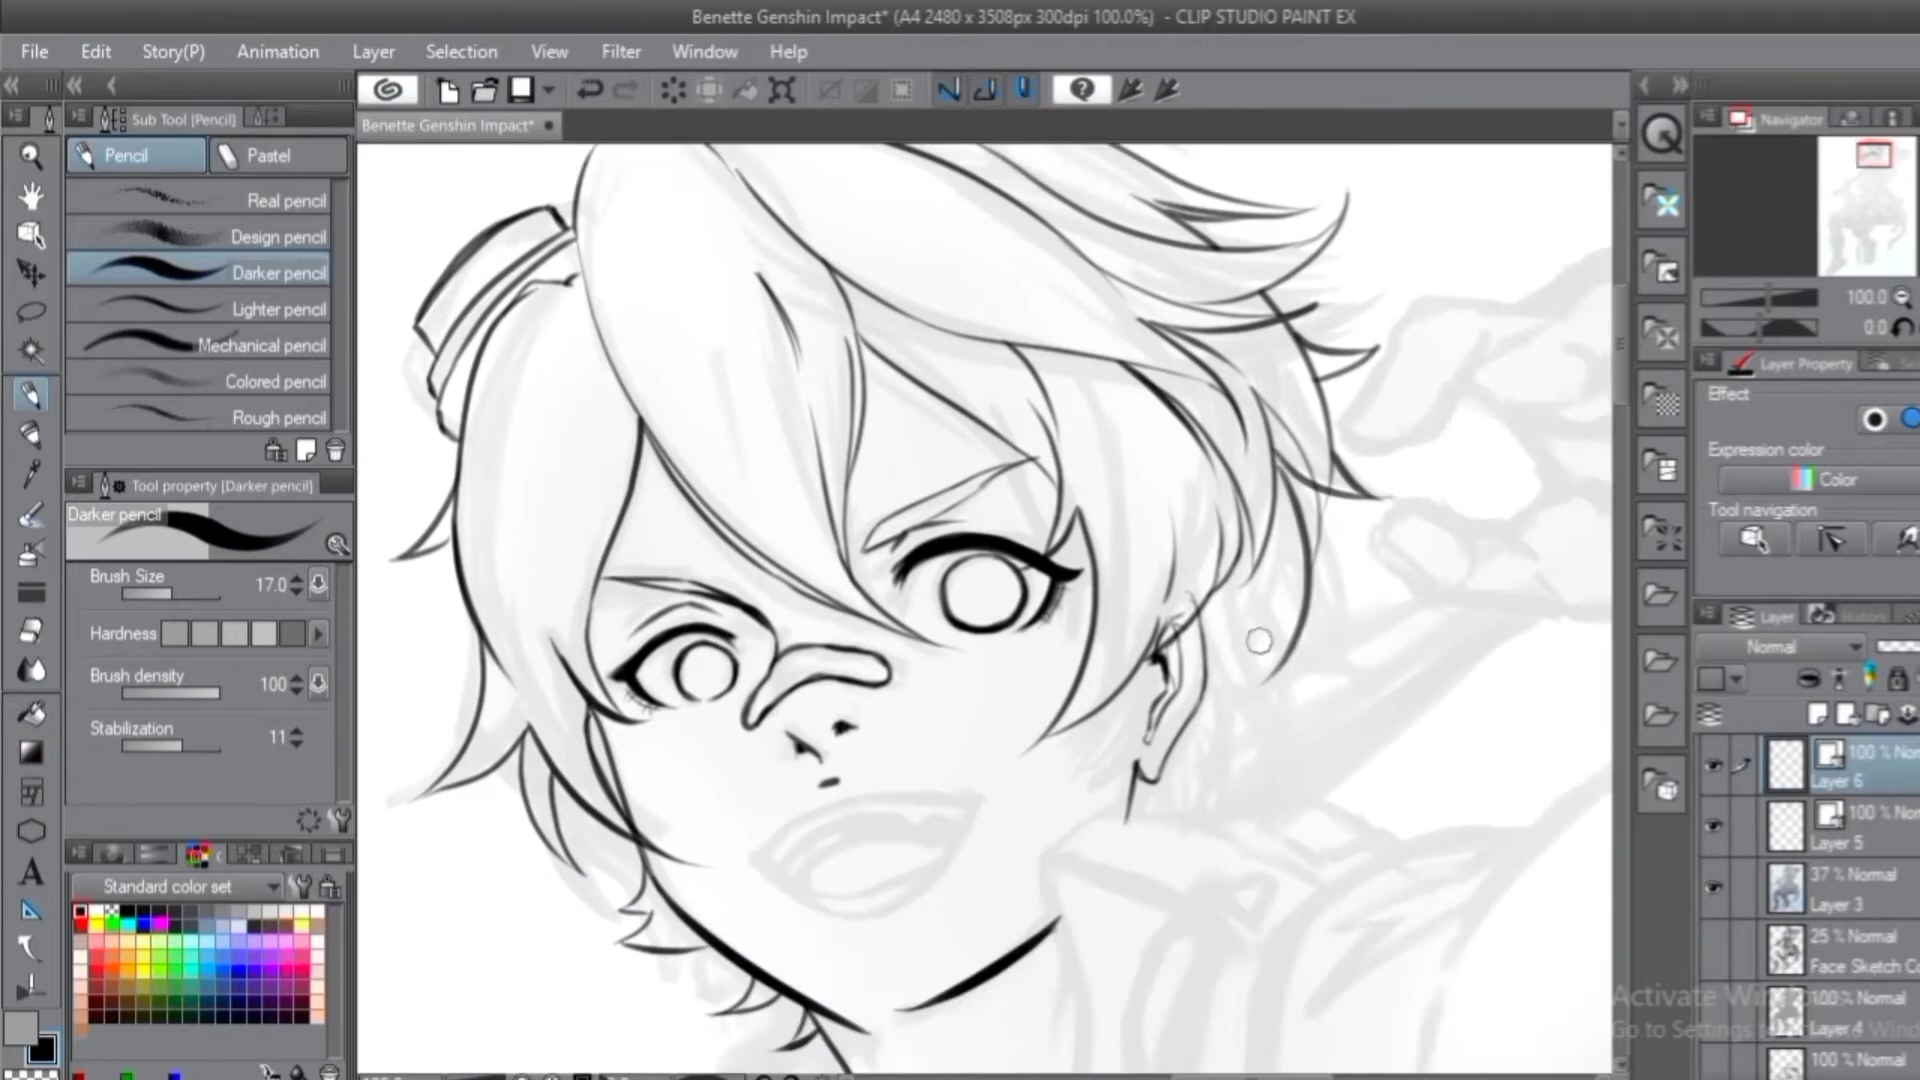 Benette Genshin Impact* (A4 2480 x 3508px 300dpi 100.0%) - CLIP STUDIO PAINT EX
File Edit Story(P) Animation Layer Selection View Filter Window Help
Sub Tool [Pencil]
Benette Genshin Impact*
Navigator
Pencil Pastel
Real pencil
Design pencil
Darker pencil
Lighter pencil
Mechanical pencil
Colored pencil
Rough pencil
100.0
0.0
Layer Property
Effect
Expression color
Color
Tool navigation
Tool property [Darker pencil]
Darker pencil
Brush Size 17.0
Hardness
Brush density 100
Stabilization 11
Standard color set
Layer History
Normal
100 % Nor
Layer 6
100 % Nor
Layer 5
37 % Normal
Layer 3
25 % Normal
Face Sketch Co
100 % Normal
Layer 4
100 % Normal
Activate Win
Go to Settings